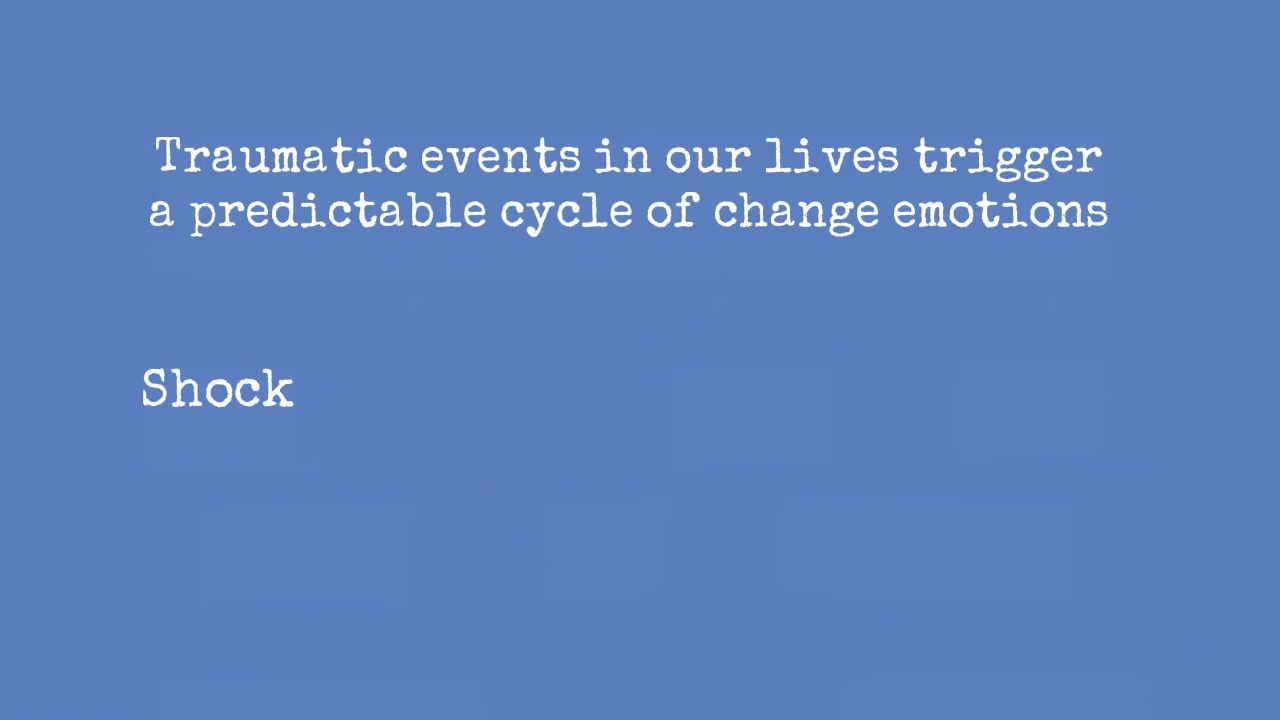 Traumatic events in our lives trigger
a predictable cycle of change emotions
Shock